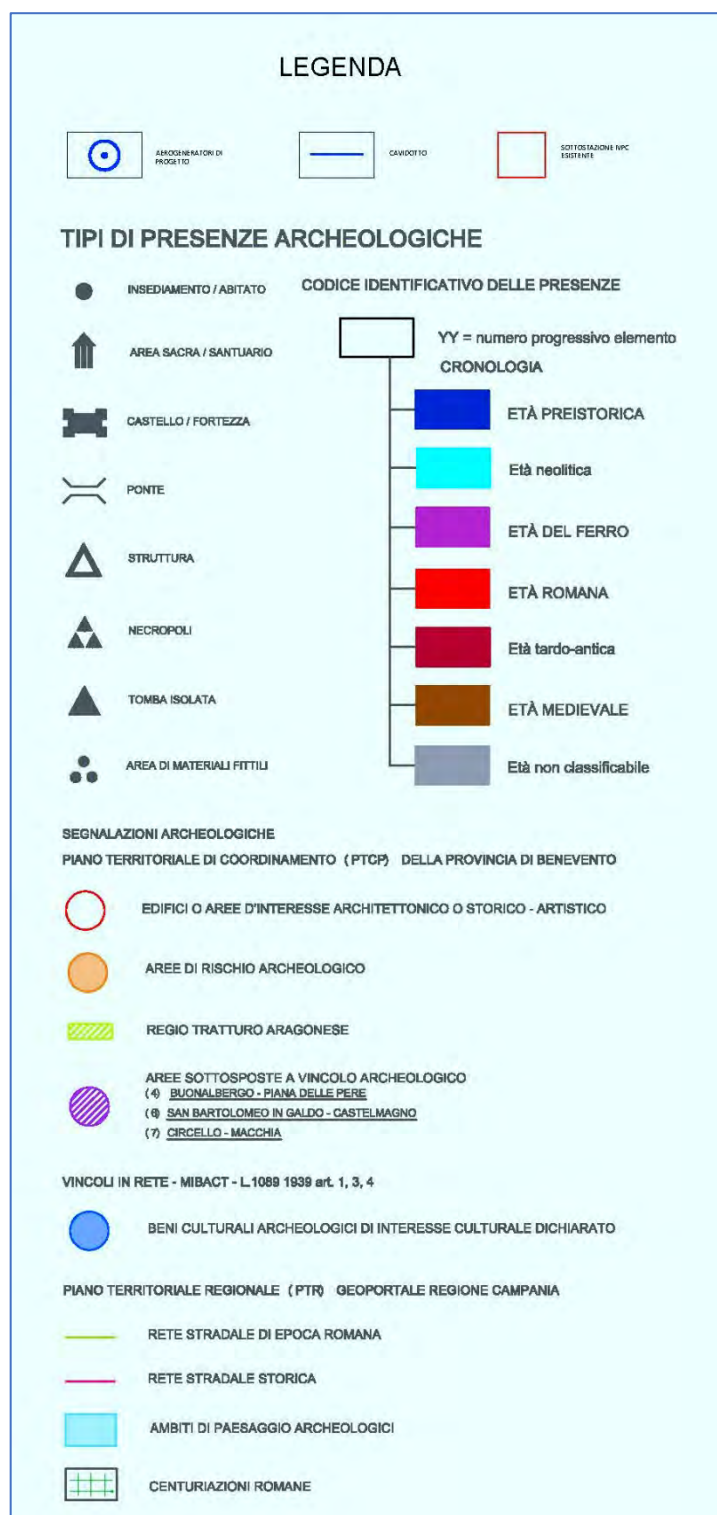 LEGENDA
AEROGENERATORI DI
PROGETTO
CAVIDOTTO
SOTTOSTAZIONE IVPC
ESISTENTE
TIPI DI PRESENZE ARCHEOLOGICHE
INSEDIAMENTO / ABITATO
AREA SACRA / SANTUARIO
CASTELLO / FORTEZZA
PONTE
STRUTTURA
NECROPOLI
TOMBA ISOLATA
AREA DI MATERIALI FITTILI
CODICE IDENTIFICATIVO DELLE PRESENZE
YY = numero progressivo elemento
CRONOLOGIA
ETÀ PREISTORICA
Età neolitica
ETÀ DEL FERRO
ETÀ ROMANA
Età tardo-antica
ETÀ MEDIEVALE
Età non classificabile
SEGNALAZIONI ARCHEOLOGICHE
PIANO TERRITORIALE DI COORDINAMENTO (PTCP) DELLA PROVINCIA DI BENEVENTO
EDIFICI O AREE D'INTERESSE ARCHITETTONICO O STORICO - ARTISTICO
AREE DI RISCHIO ARCHEOLOGICO
REGIO TRATTURO ARAGONESE
AREE SOTTOSPOSTE A VINCOLO ARCHEOLOGICO
(4) BUONALBERGO - PIANA DELLE PERE
(6) SAN BARTOLOMEO IN GALDO - CASTELMAGNO
(7) CIRCELLO - MACCHIA
VINCOLI IN RETE - MIBACT - L.1089 1939 art. 1, 3, 4
BENI CULTURALI ARCHEOLOGICI DI INTERESSE CULTURALE DICHIARATO
PIANO TERRITORIALE REGIONALE (PTR) GEOPORTALE REGIONE CAMPANIA
RETE STRADALE DI EPOCA ROMANA
RETE STRADALE STORICA
AMBITI DI PAESAGGIO ARCHEOLOGICI
CENTURIAZIONI ROMANE